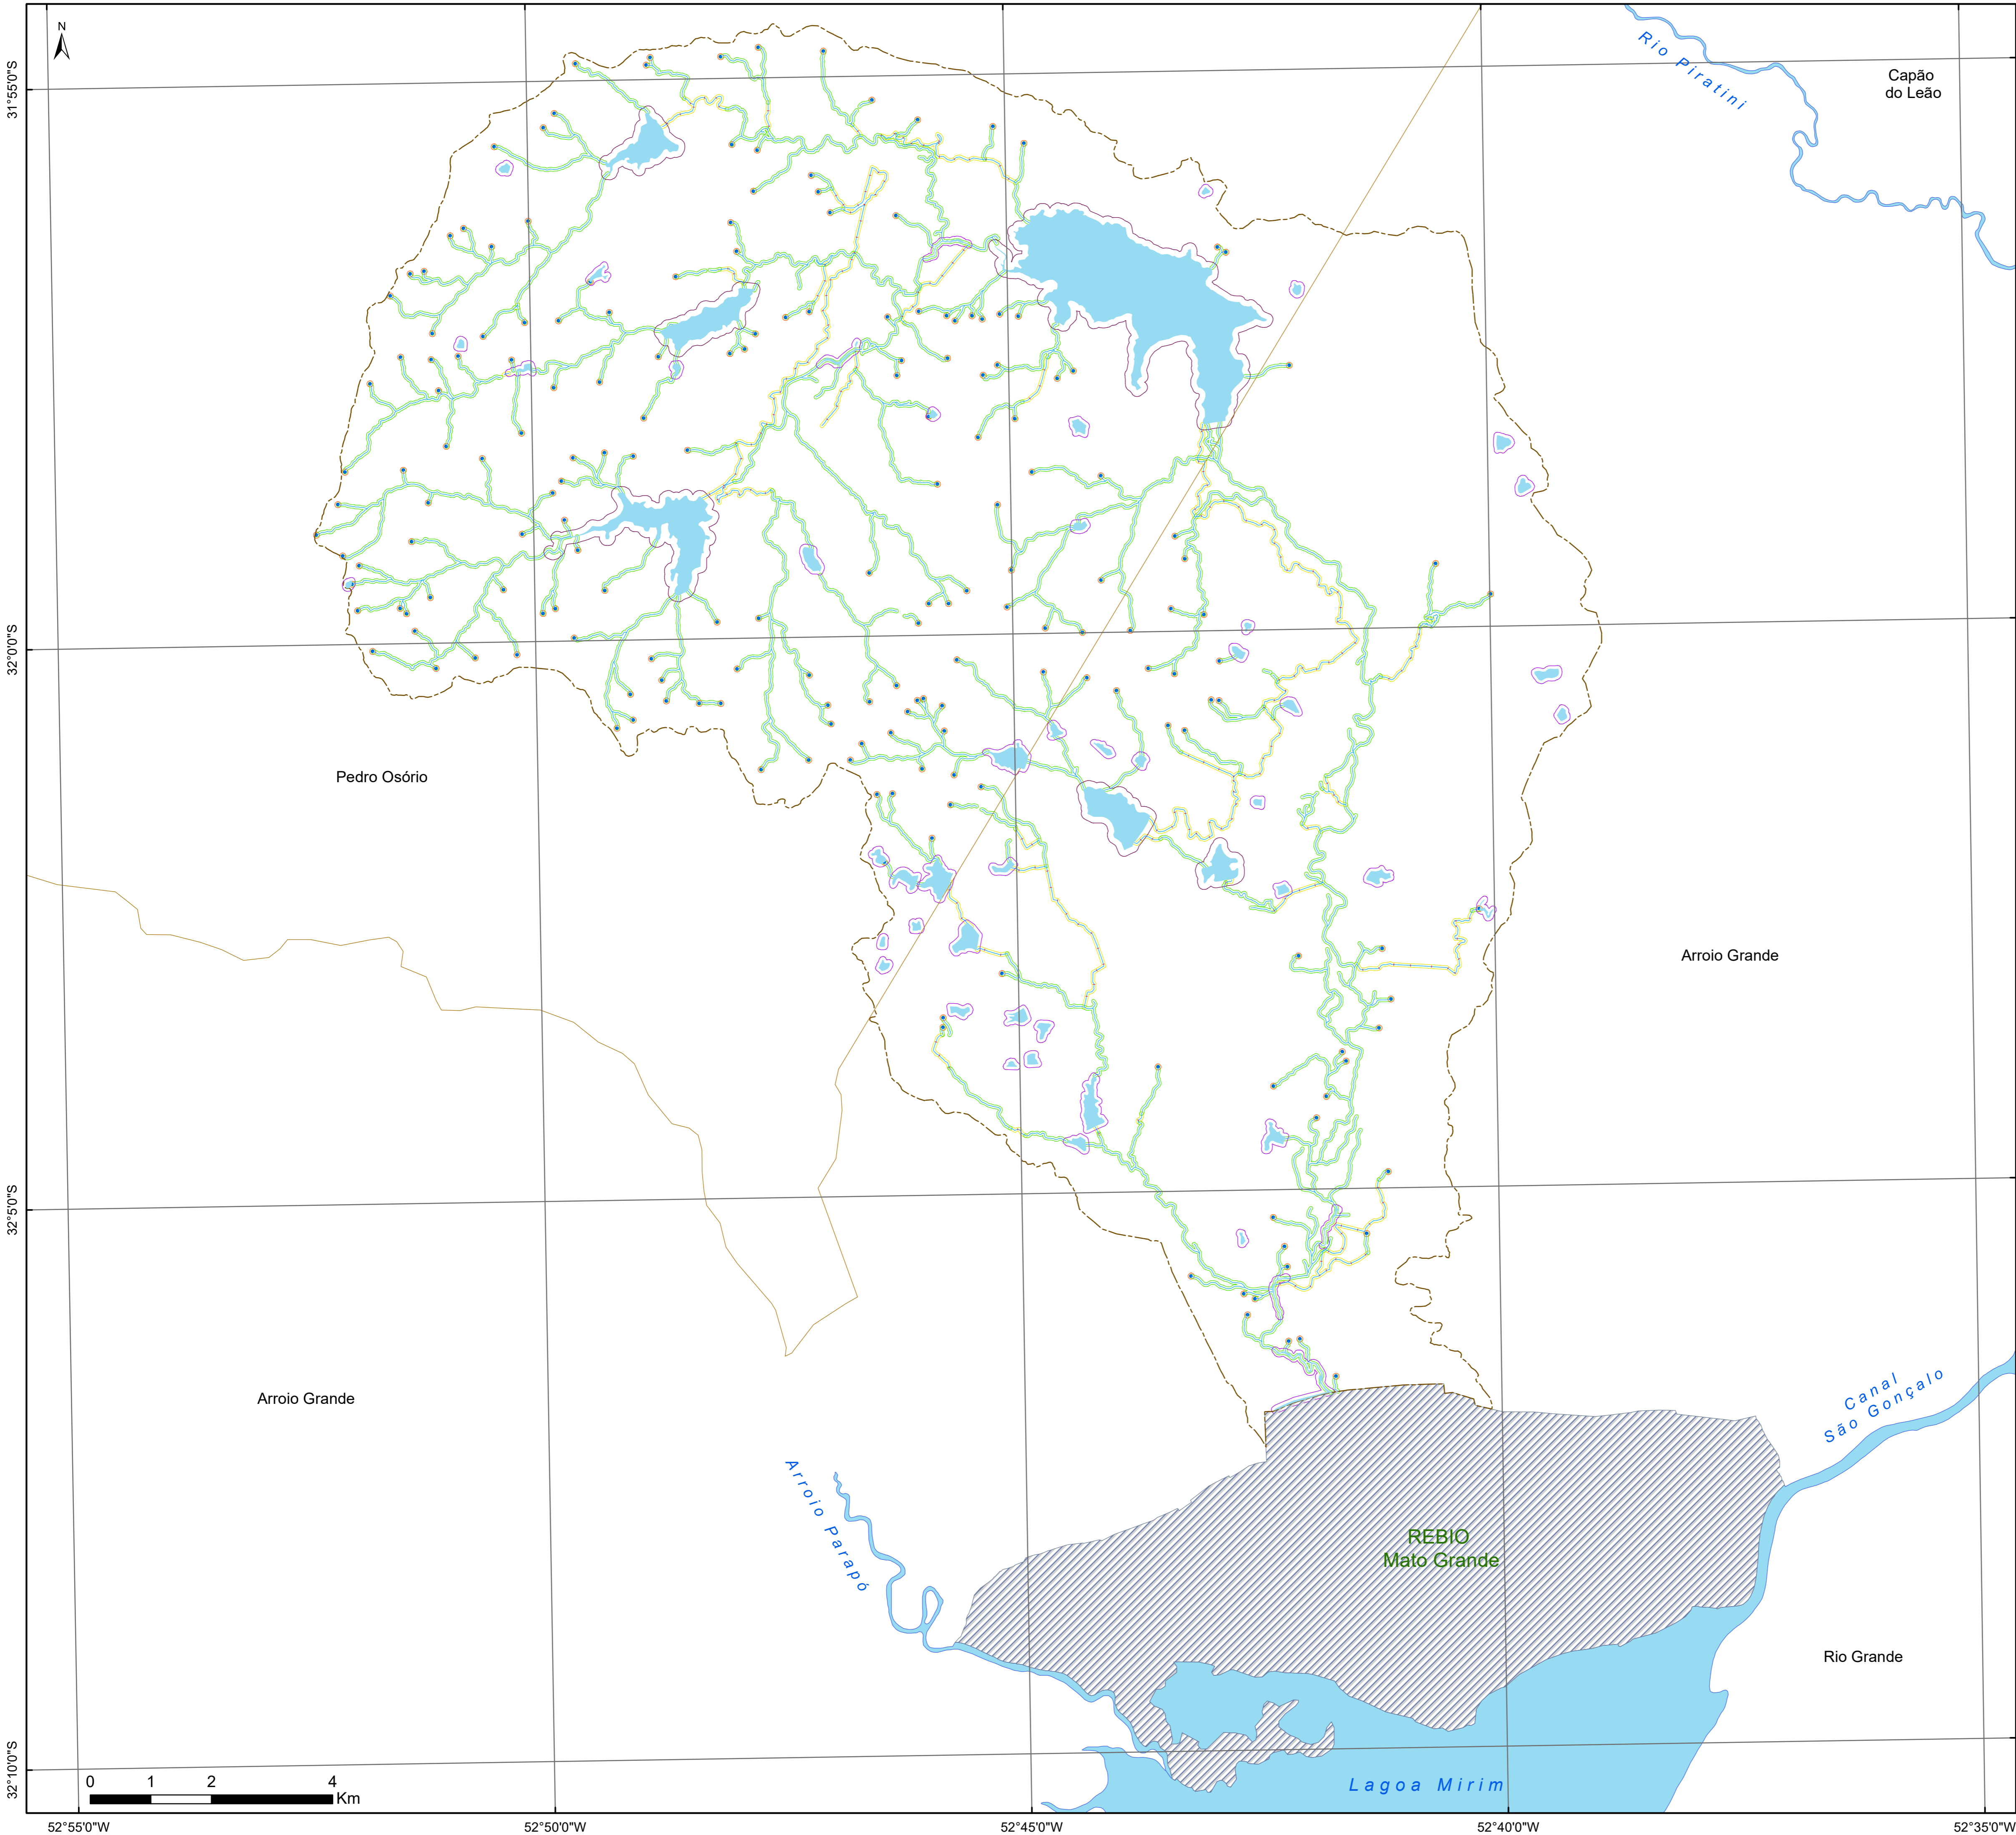 N
Rio Piratini
Capão
do Leão
31°55'0"S
32°0'0"S
Pedro Osório
Arroio Grande
32°5'0"S
Arroio Grande
Canal
São Gonçalo
Arroio Parapó
REBIO
Mato Grande
Rio Grande
32°10'0"S
Lagoa Mirim
0 1 2 4
Km
52°55'0"W 52°50'0"W 52°45'0"W 52°40'0"W 52°35'0"W